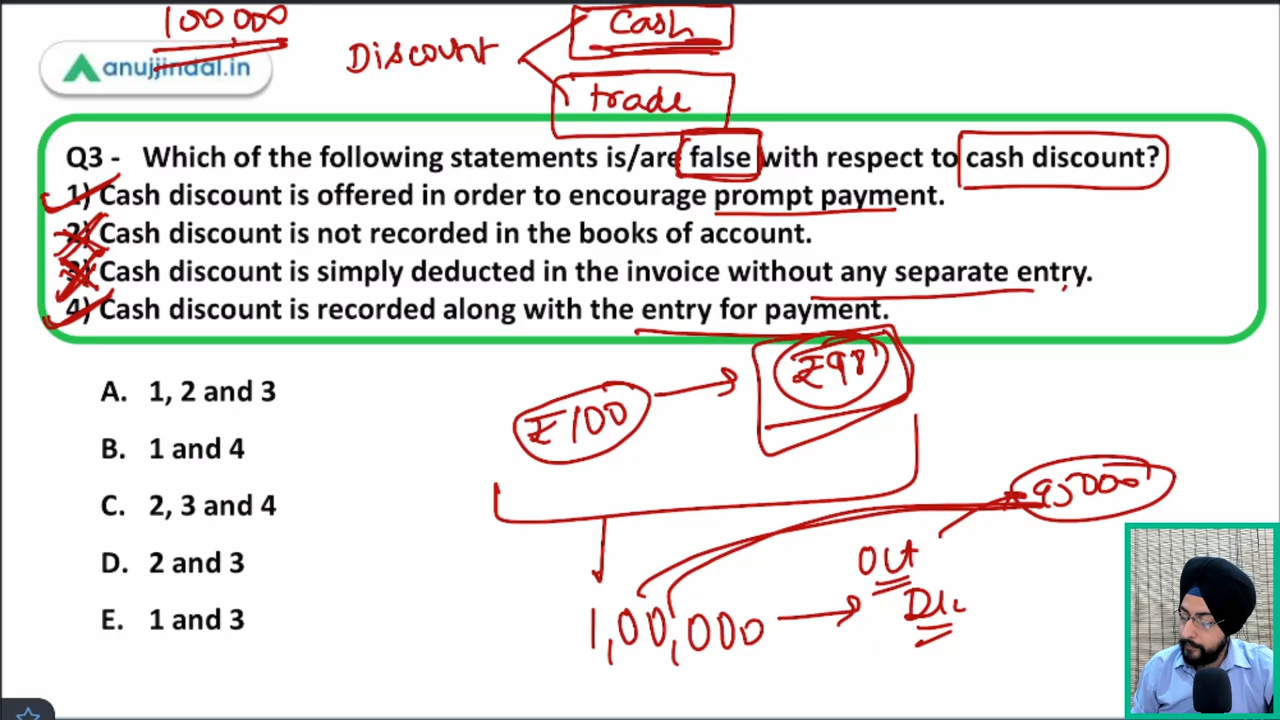 100,000
anujjindal.in
Discount
Cash
trade
Q3 - Which of the following statements is/are false with respect to cash discount?
1) Cash discount is offered in order to encourage prompt payment.
2) Cash discount is not recorded in the books of account.
3) Cash discount is simply deducted in the invoice without any separate entry.
4) Cash discount is recorded along with the entry for payment.
A. 1, 2 and 3
B. 1 and 4
C. 2, 3 and 4
D. 2 and 3
E. 1 and 3
₹100
₹98
95000
1,00,000
Oct